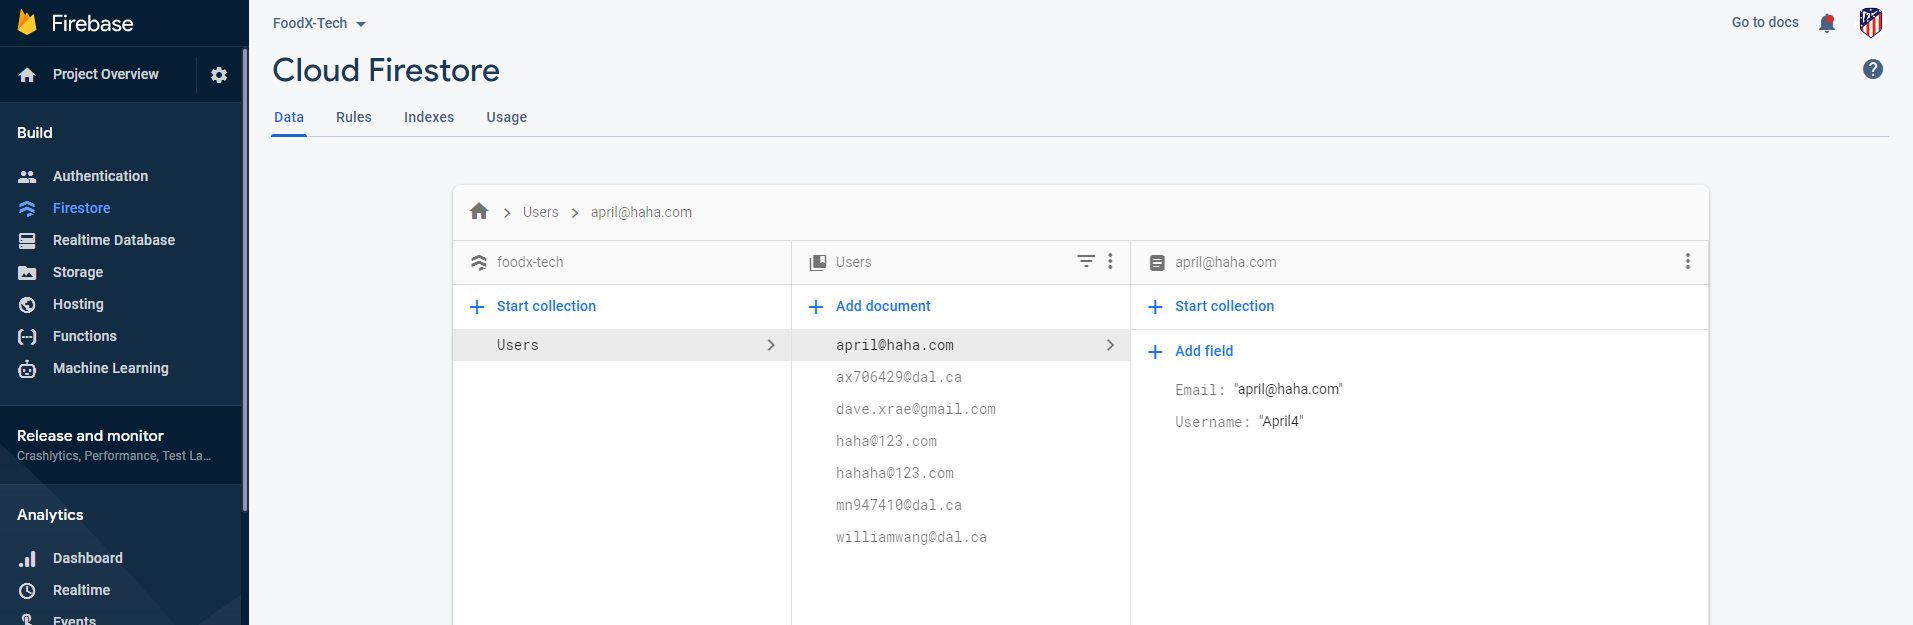 Firebase
Project Overview
Build
Authentication
Firestore
Realtime Database
Storage
Hosting
Functions
Machine Learning
Release and monitor
Crashlytics, Performance, Test La...
Analytics
Dashboard
Realtime
Events
FoodX-Tech
Go to docs
Cloud Firestore
Data Rules Indexes Usage
Users april@haha.com
foodx-tech
Start collection
Users
Users
Add document
april@haha.com
ax706429@dal.ca
dave.xrae@gmail.com
haha@123.com
hahaha@123.com
mn947410@dal.ca
williamwang@dal.ca
april@haha.com
Start collection
Add field
Email: "april@haha.com"
Username: "April4"